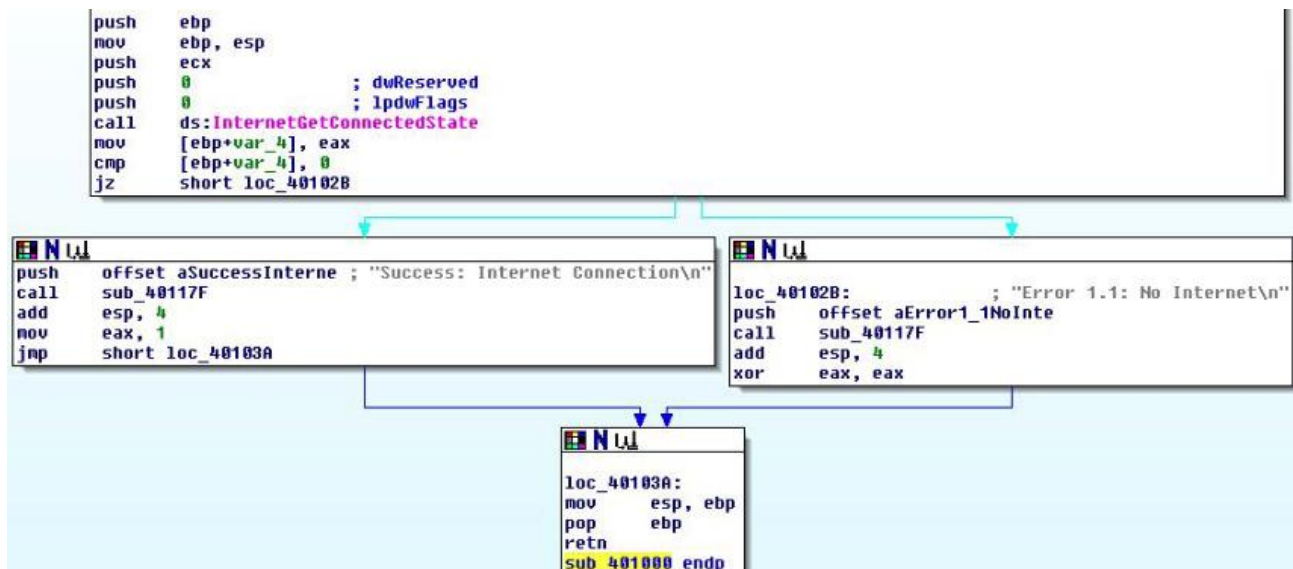 push ebp
mov ebp, esp
push ecx
push 0 ; dwReserved
push 0 ; lpdwFlags
call ds:InternetGetConnectedState
mov [ebp+var_4], eax
cmp [ebp+var_4], 0
jz short loc_40102B
push offset aSuccessInterne ; "Success: Internet Connection\n"
call sub_40117F
add esp, 4
mov eax, 1
jmp short loc_40103A
loc_40102B: ; "Error 1.1: No Internet\n"
push offset aError1_1NoInte
call sub_40117F
add esp, 4
xor eax, eax
loc_40103A:
mov esp, ebp
pop ebp
retn
sub_401000 endp